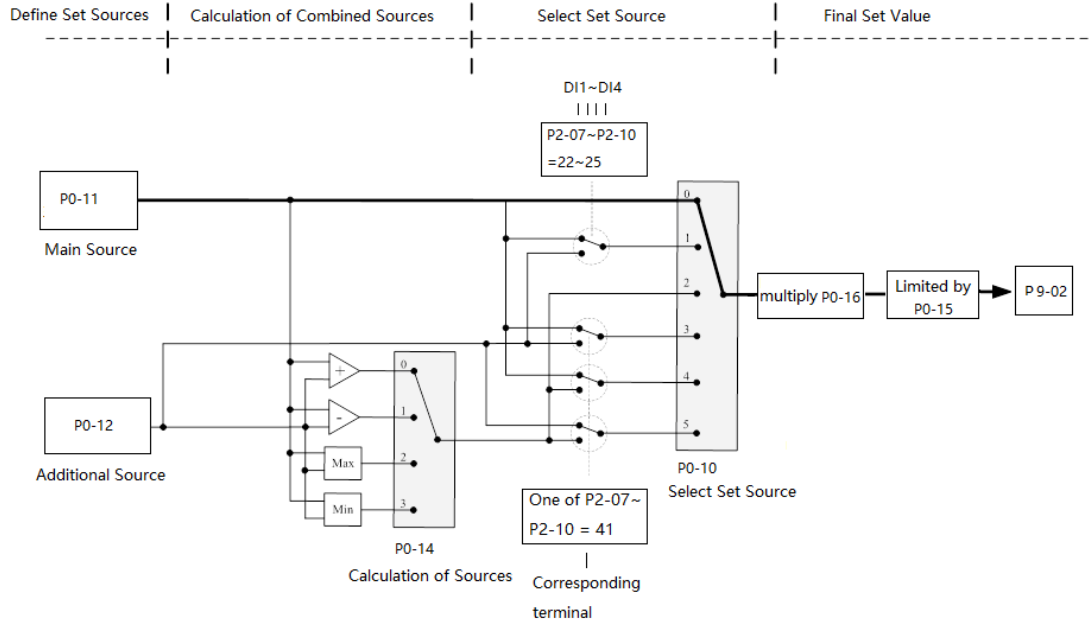 Define Set Sources
Calculation of Combined Sources
Select Set Source
Final Set Value
DI1~DI4
P2-07~P2-10
=22~25
P0-11
Main Source
0
1
2
3
4
5
multiply P0-16
Limited by
P0-15
P 9-02
P0-12
Additional Source
+
-
Max
Min
0
1
2
3
P0-14
Calculation of Sources
P0-10
Select Set Source
One of P2-07~
P2-10 = 41
Corresponding
terminal